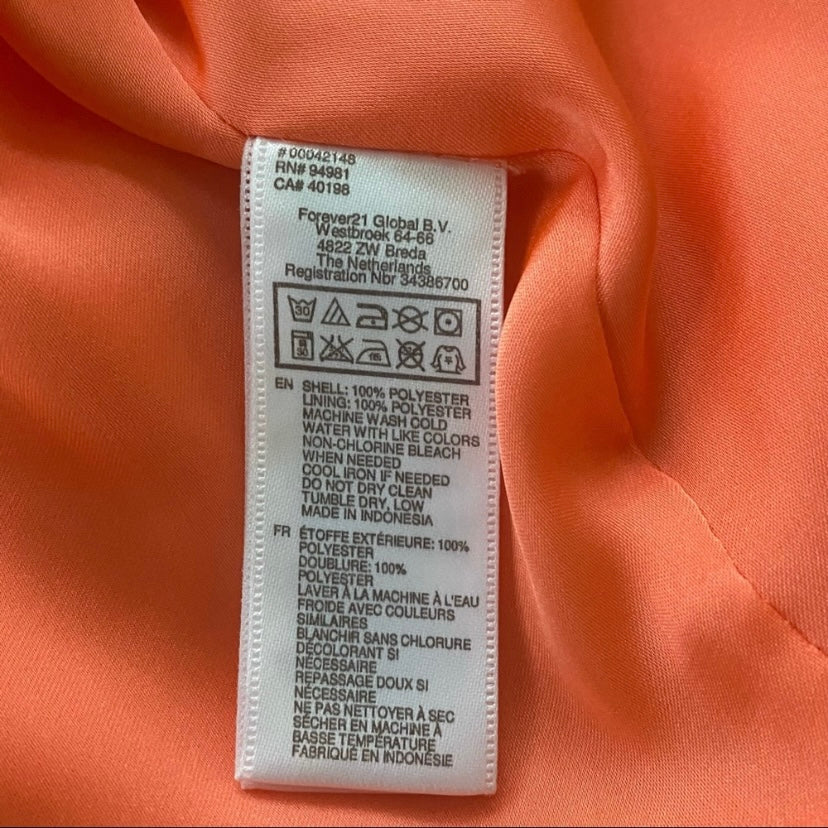 # 00042148
RN# 94981
CA# 40198
Forever21 Global B.V.
Westbroek 64-66
4822 ZW Breda
The Netherlands
Registration Nbr 34386700
30
30
EN SHELL: 100% POLYESTER
LINING: 100% POLYESTER
MACHINE WASH COLD
WATER WITH LIKE COLORS
NON-CHLORINE BLEACH
WHEN NEEDED
COOL IRON IF NEEDED
DO NOT DRY CLEAN
TUMBLE DRY, LOW
MADE IN INDONESIA
FR ÉTOFFE EXTÉRIEURE: 100%
POLYESTER
DOUBLURE: 100%
POLYESTER
LAVER À LA MACHINE À L'EAU
FROIDE AVEC COULEURS
SIMILAIRES
BLANCHIR SANS CHLORURE
DÉCOLORANT SI
NÉCESSAIRE
REPASSAGE DOUX SI
NÉCESSAIRE
NE PAS NETTOYER À SEC
SÉCHER EN MACHINE À
BASSE TEMPÉRATURE
FABRIQUÉ EN INDONÉSIE